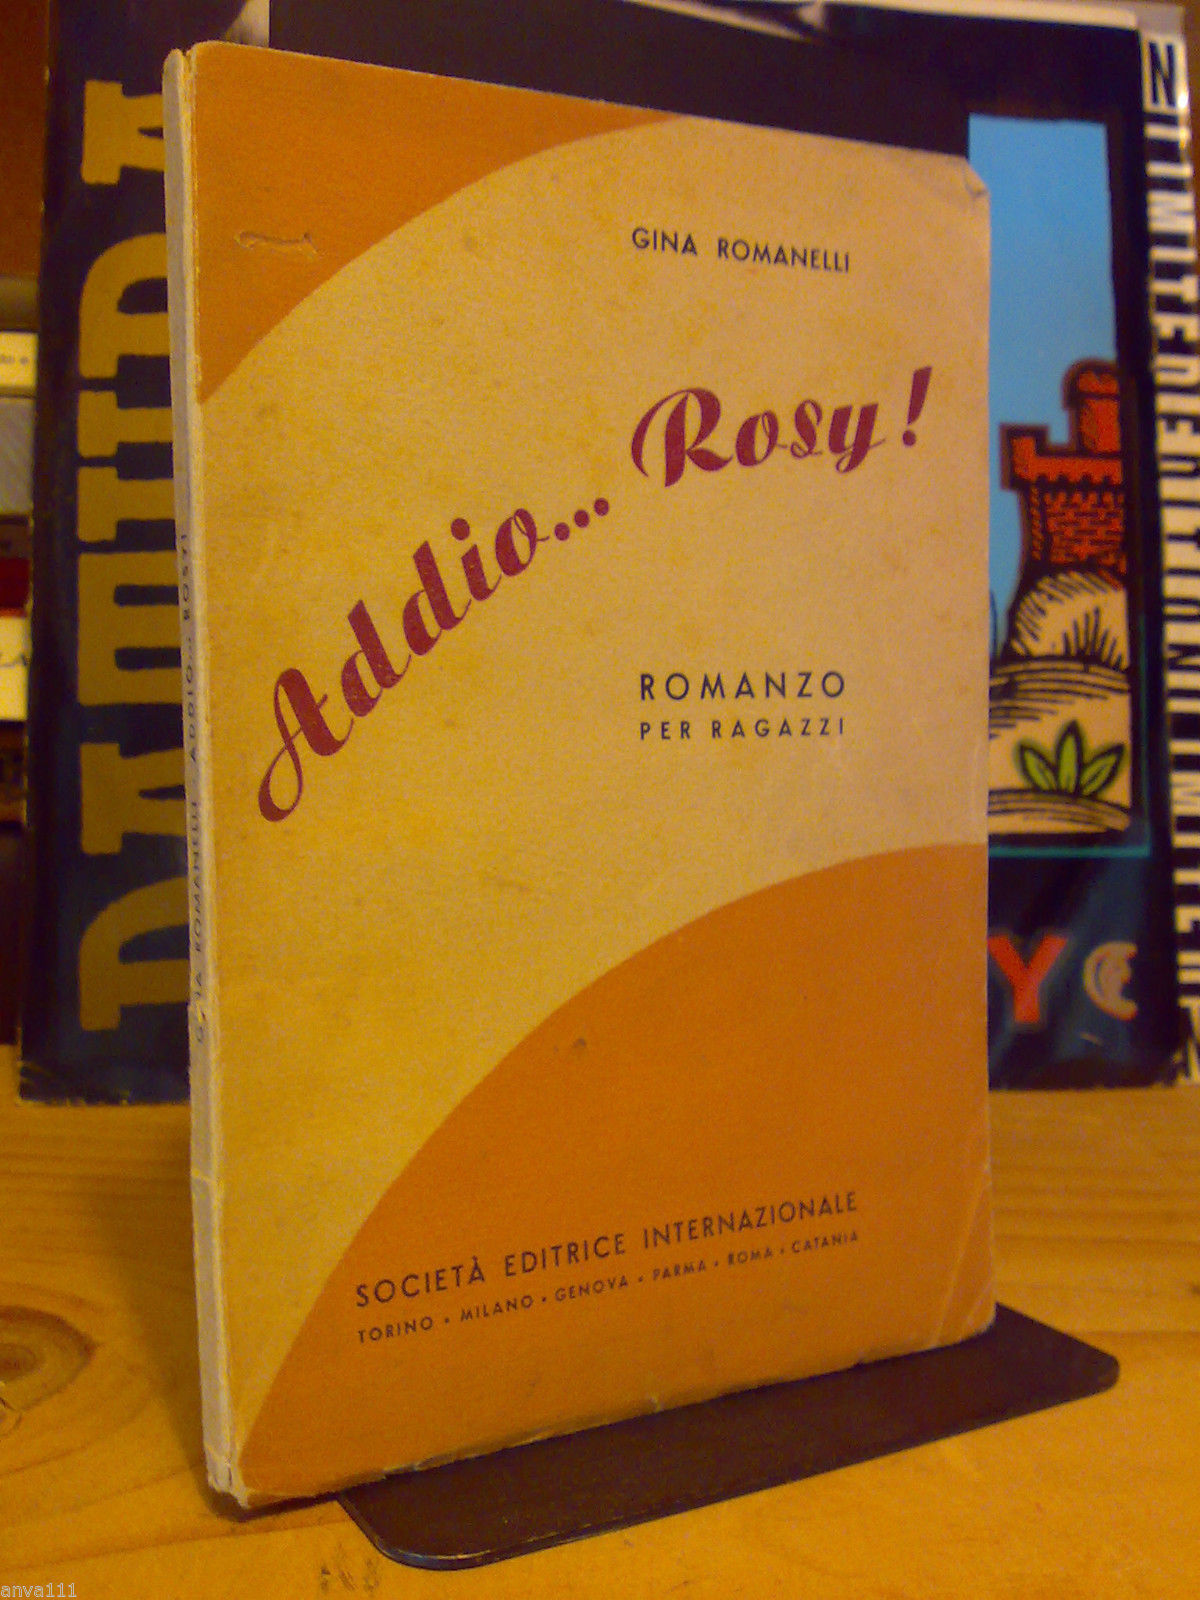 GINA ROMANELLI
Addio... Rosy!
ROMANZO
PER RAGAZZI
SOCIETÀ EDITRICE INTERNAZIONALE
TORINO • MILANO • GENOVA • PARMA • ROMA • CATANIA
GINA ROMANELLI - ADDIO... ROSY!
anva111